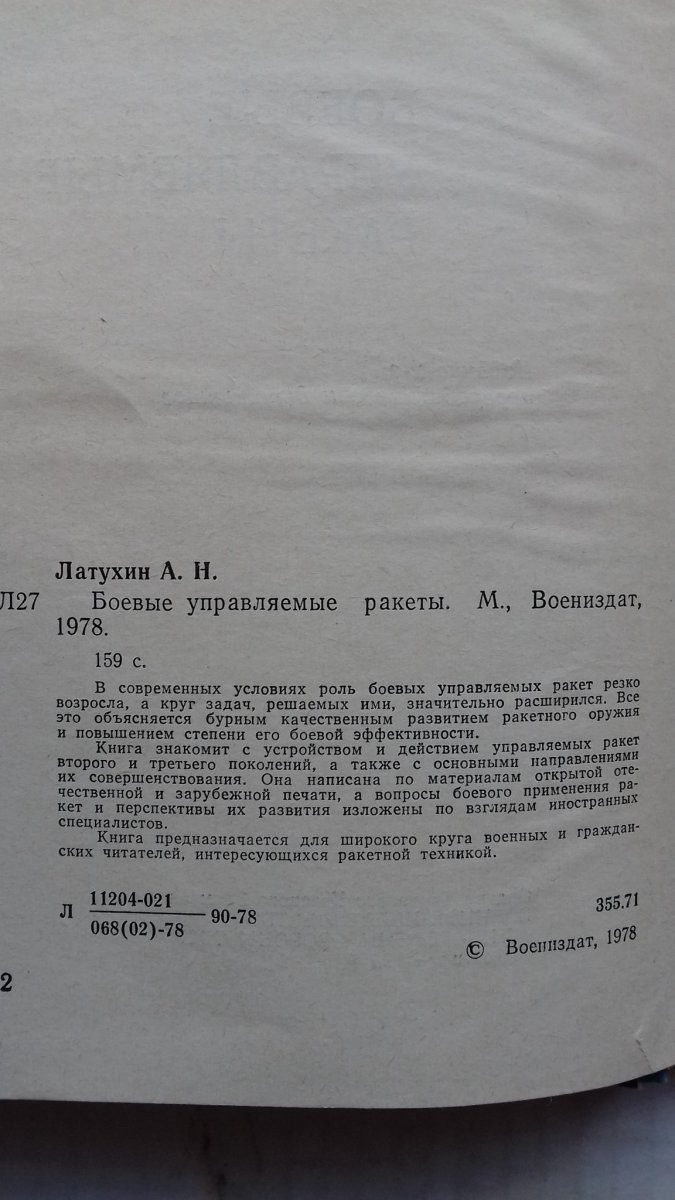 Латухин А. Н.
Л27 Боевые управляемые ракеты. М., Воениздат,
1978.
159 с.
В современных условиях роль боевых управляемых ракет резко
возросла, а круг задач, решаемых ими, значительно расширился. Все
это объясняется бурным качественным развитием ракетного оружия
и повышением степени его боевой эффективности.
Книга знакомит с устройством и действием управляемых ракет
второго и третьего поколений, а также с основными направлениями
их совершенствования. Она написана по материалам открытой оте-
чественной и зарубежной печати, а вопросы боевого применения ра-
кет и перспективы их развития изложены по взглядам иностранных
специалистов.
Книга предназначается для широкого круга военных и граждан-
ских читателей, интересующихся ракетной техникой.
11204-021
Л 90-78
068(02)-78
355.71
© Воениздат, 1978
2